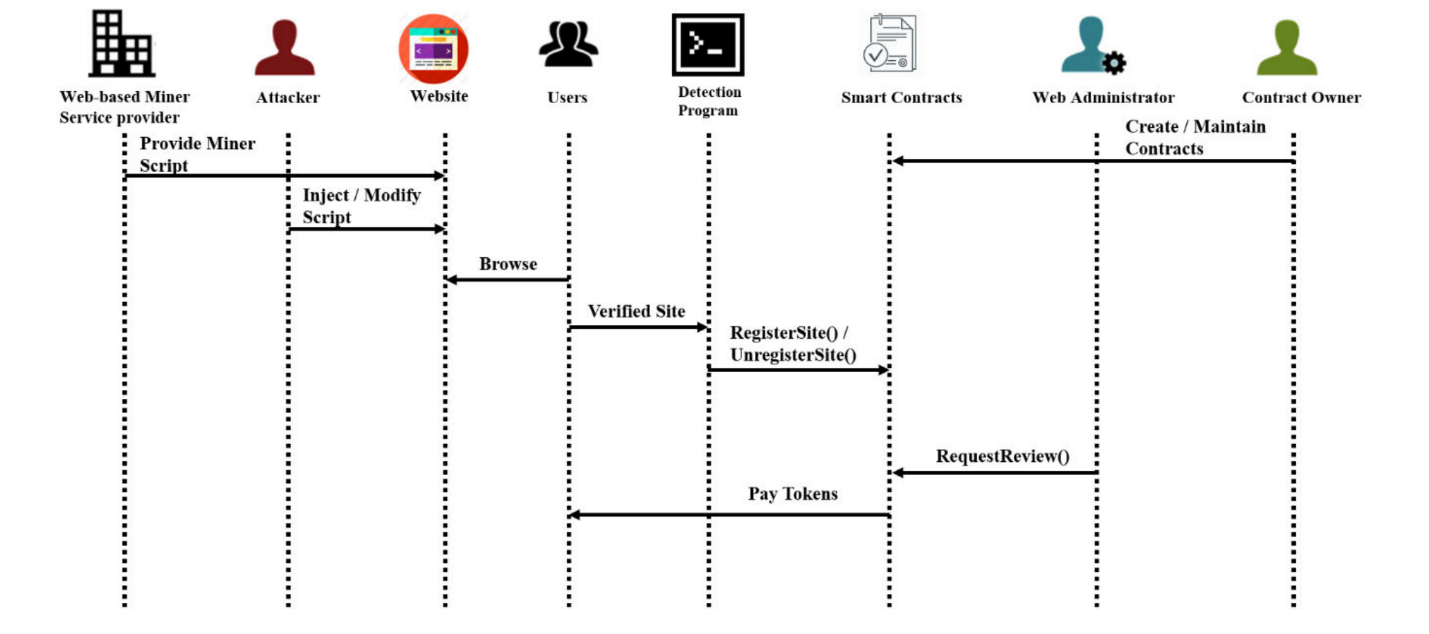 Web-based Miner
Service provider
Attacker
Website
Users
Detection
Program
Smart Contracts
Web Administrator
Contract Owner
Create / Maintain
Contracts
Provide Miner
Script
Inject / Modify
Script
Browse
Verified Site
RegisterSite() /
UnregisterSite()
RequestReview()
Pay Tokens